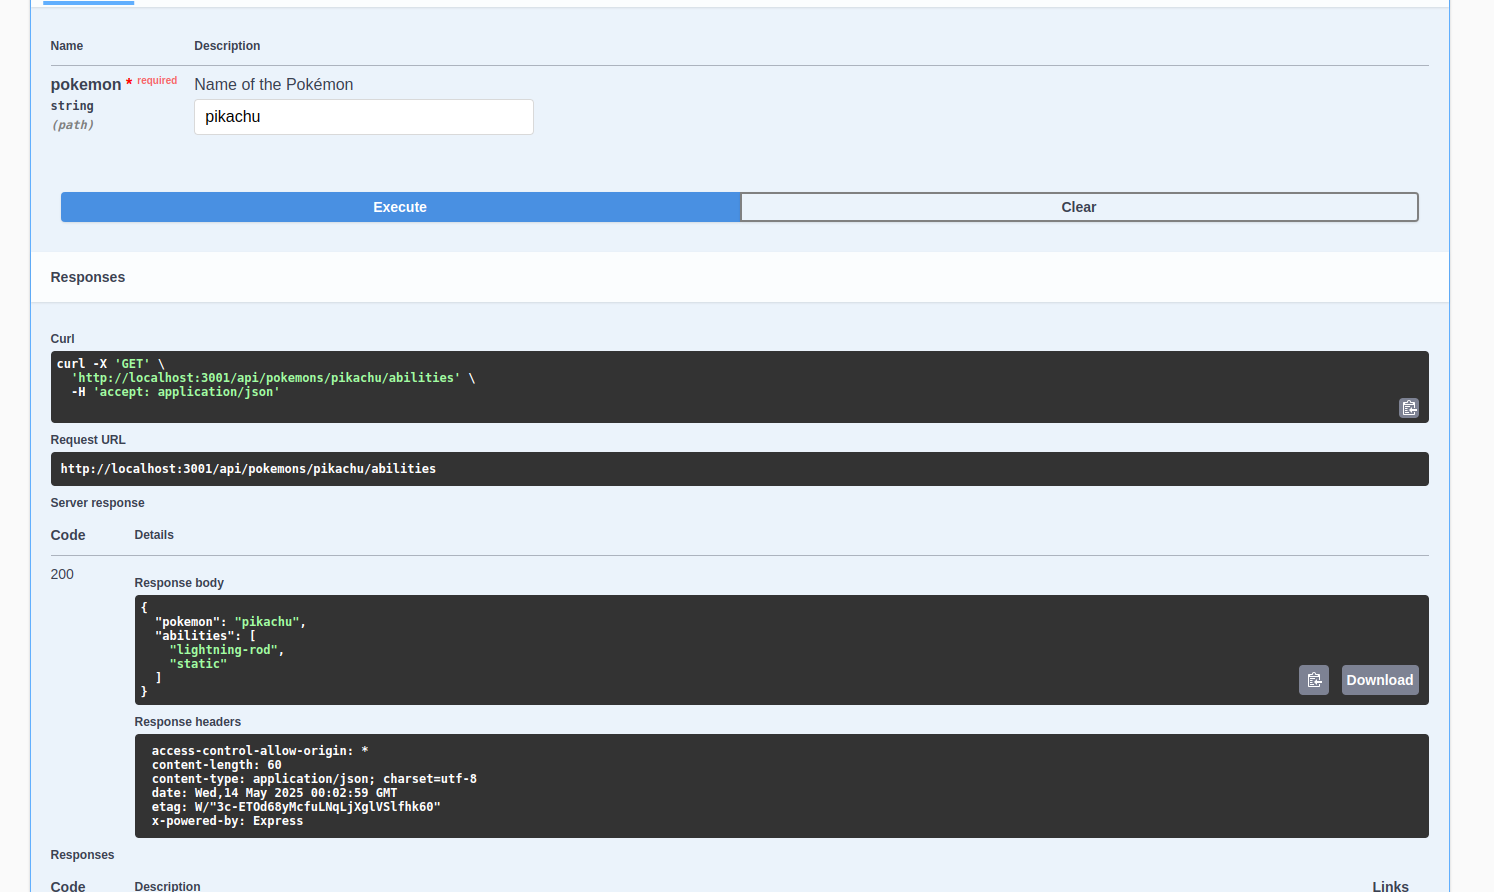 Name Description
pokemon * required Name of the Pokémon
string
pikachu
(path)
Execute Clear
Responses
Curl
curl -X 'GET' \
  'http://localhost:3001/api/pokemons/pikachu/abilities' \
  -H 'accept: application/json'
Request URL
http://localhost:3001/api/pokemons/pikachu/abilities
Server response
Code Details
200
Response body
{
  "pokemon": "pikachu",
  "abilities": [
    "lightning-rod",
    "static"
  ]
}
Download
Response headers
access-control-allow-origin: *
content-length: 60
content-type: application/json; charset=utf-8
date: Wed,14 May 2025 00:02:59 GMT
etag: W/"3c-ETOd68yMcfuLNqLjXglVSlfhk60"
x-powered-by: Express
Responses
Code Description Links